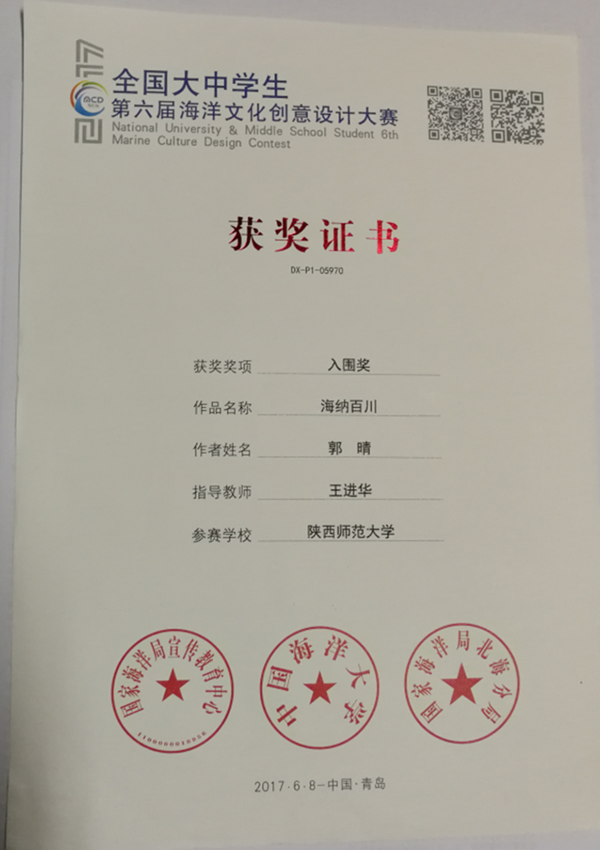 2017
MCD
全国大中学生
第六届海洋文化创意设计大赛
National University & Middle School Student 6th
Marine Culture Design Contest
获奖证书
DX-P1-05970
获奖奖项 入围奖
作品名称 海纳百川
作者姓名 郭 晴
指导教师 王进华
参赛学校 陕西师范大学
国家海洋局宣传教育中心
中国海洋大学
国家海洋局北海分局
2017·6·8-中国·青岛